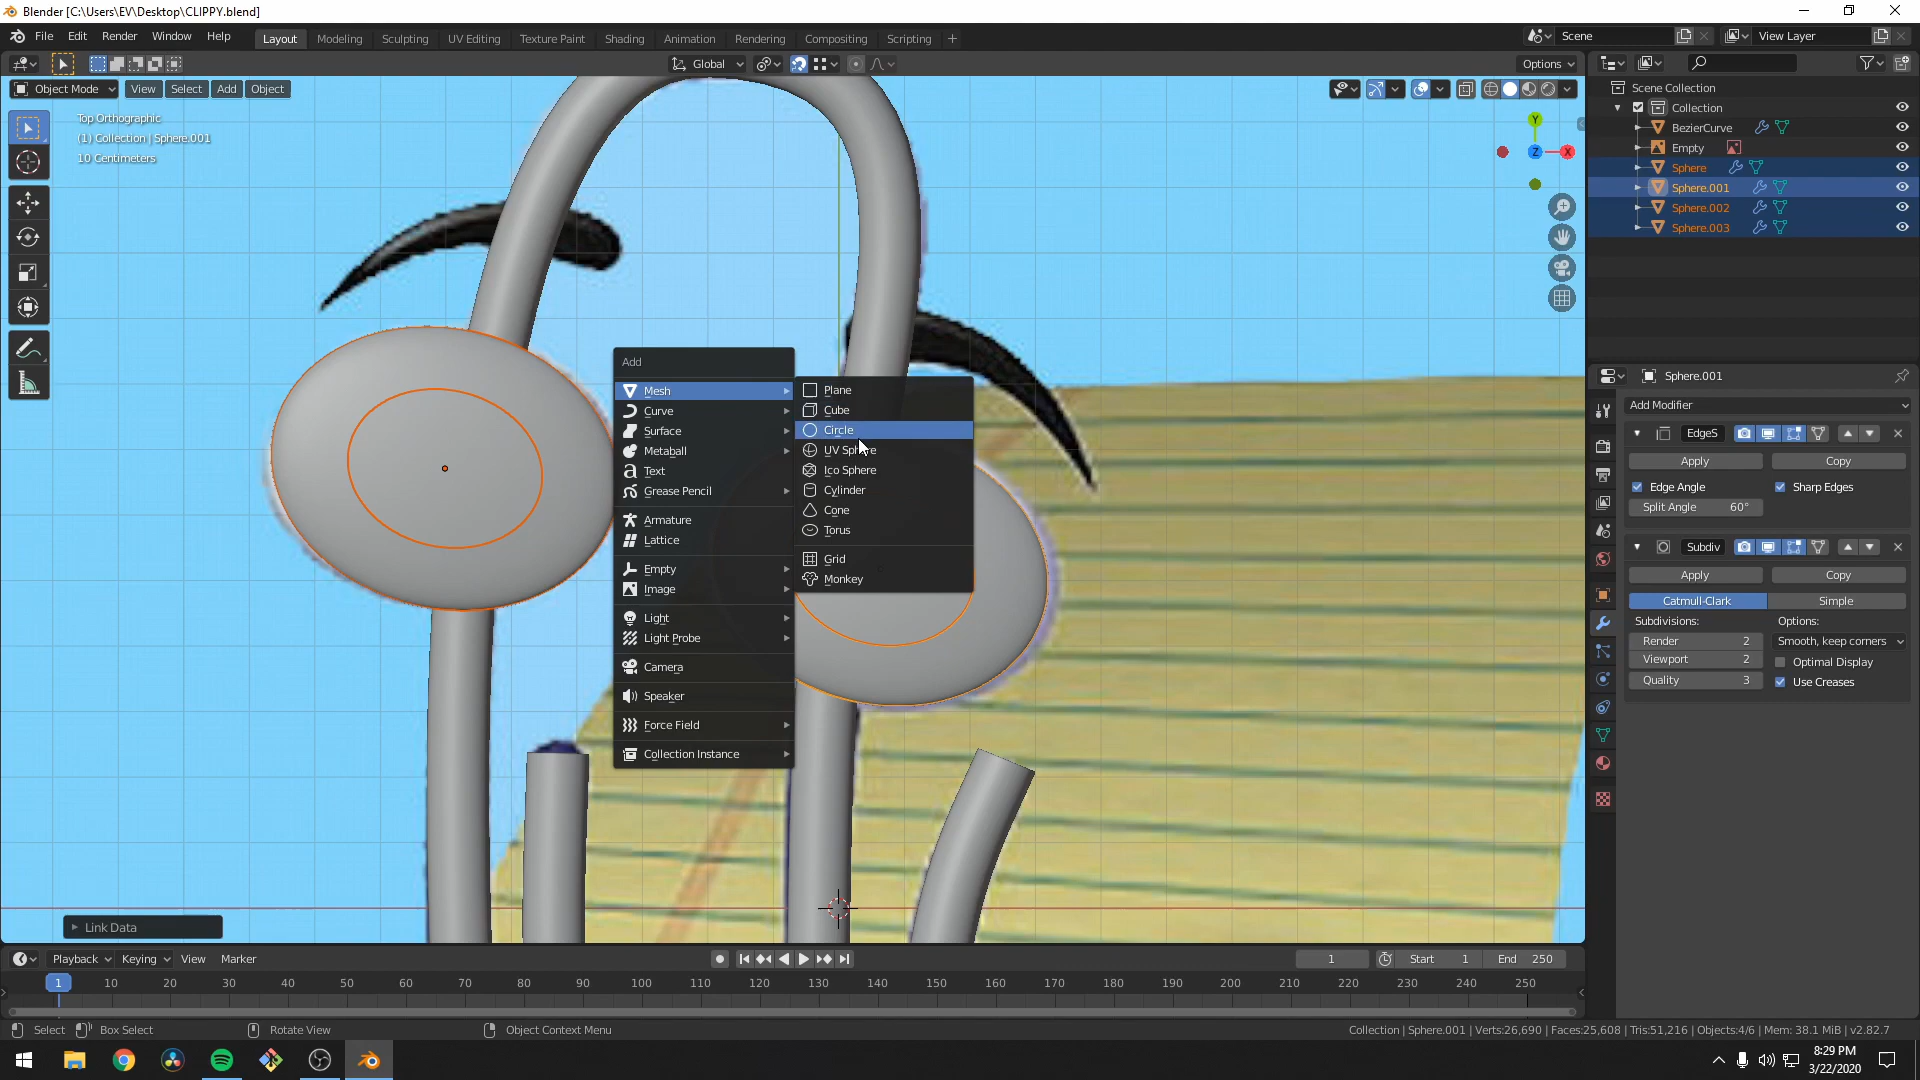 Blender [C:\Users\EV\Desktop\CLIPPY.blend]
File Edit Render Window Help
Layout Modeling Sculpting UV Editing Texture Paint Shading Animation Rendering Compositing Scripting +
Scene View Layer
Global Options
Object Mode View Select Add Object
Top Orthographic
(1) Collection | Sphere.001
10 Centimeters
Y
Z X
Scene Collection
Collection
BezierCurve
Empty
Sphere
Sphere.001
Sphere.002
Sphere.003
Add
Mesh
Curve
Surface
Metaball
Text
Grease Pencil
Armature
Lattice
Empty
Image
Light
Light Probe
Camera
Speaker
Force Field
Collection Instance
Plane
Cube
Circle
UV Sphere
Ico Sphere
Cylinder
Cone
Torus
Grid
Monkey
Sphere.001
Add Modifier
EdgeS
Apply Copy
Edge Angle Sharp Edges
Split Angle 60°
Subdiv
Apply Copy
Catmull-Clark Simple
Subdivisions: Options:
Render 2 Smooth, keep corners
Viewport 2 Optimal Display
Quality 3 Use Creases
Link Data
Playback Keying View Marker
1 Start 1 End 250
1 10 20 30 40 50 60 70 80 90 100 110 120 130 140 150 160 170 180 190 200 210 220 230 240 250
Select Box Select Rotate View Object Context Menu
Collection | Sphere.001 | Verts:26,690 | Faces:25,608 | Tris:51,216 | Objects:4/6 | Mem: 38.1 MiB | v2.82.7
8:29 PM
3/22/2020